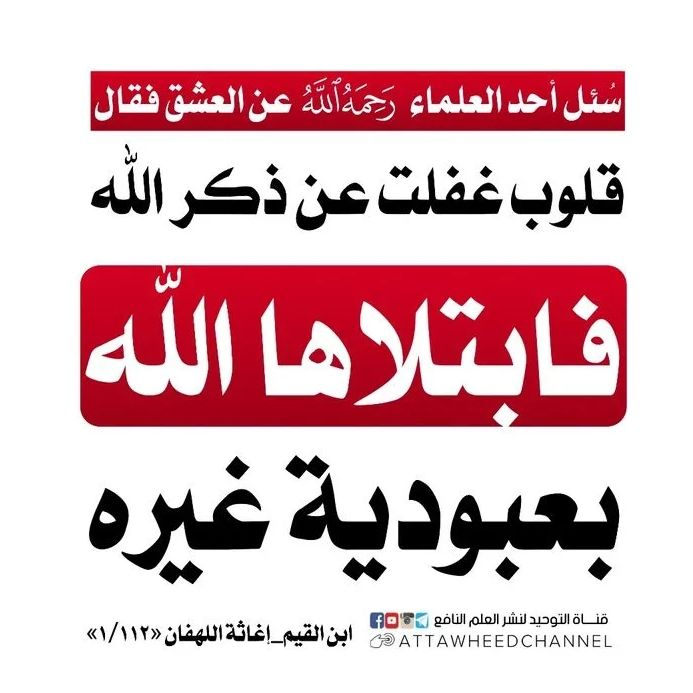 سُئل أحد العلماء رَحِمَهُ ٱللَّٰهُ عن العشق فقال
قلوب غفلت عن ذكر الله
فابتلاها الله
بعبودية غيره
قناة التوحيد لنشر العلم النافع
ATTAWHEEDCHANNEL
ابن القيم_إغاثة اللهفان «١/١١٢»